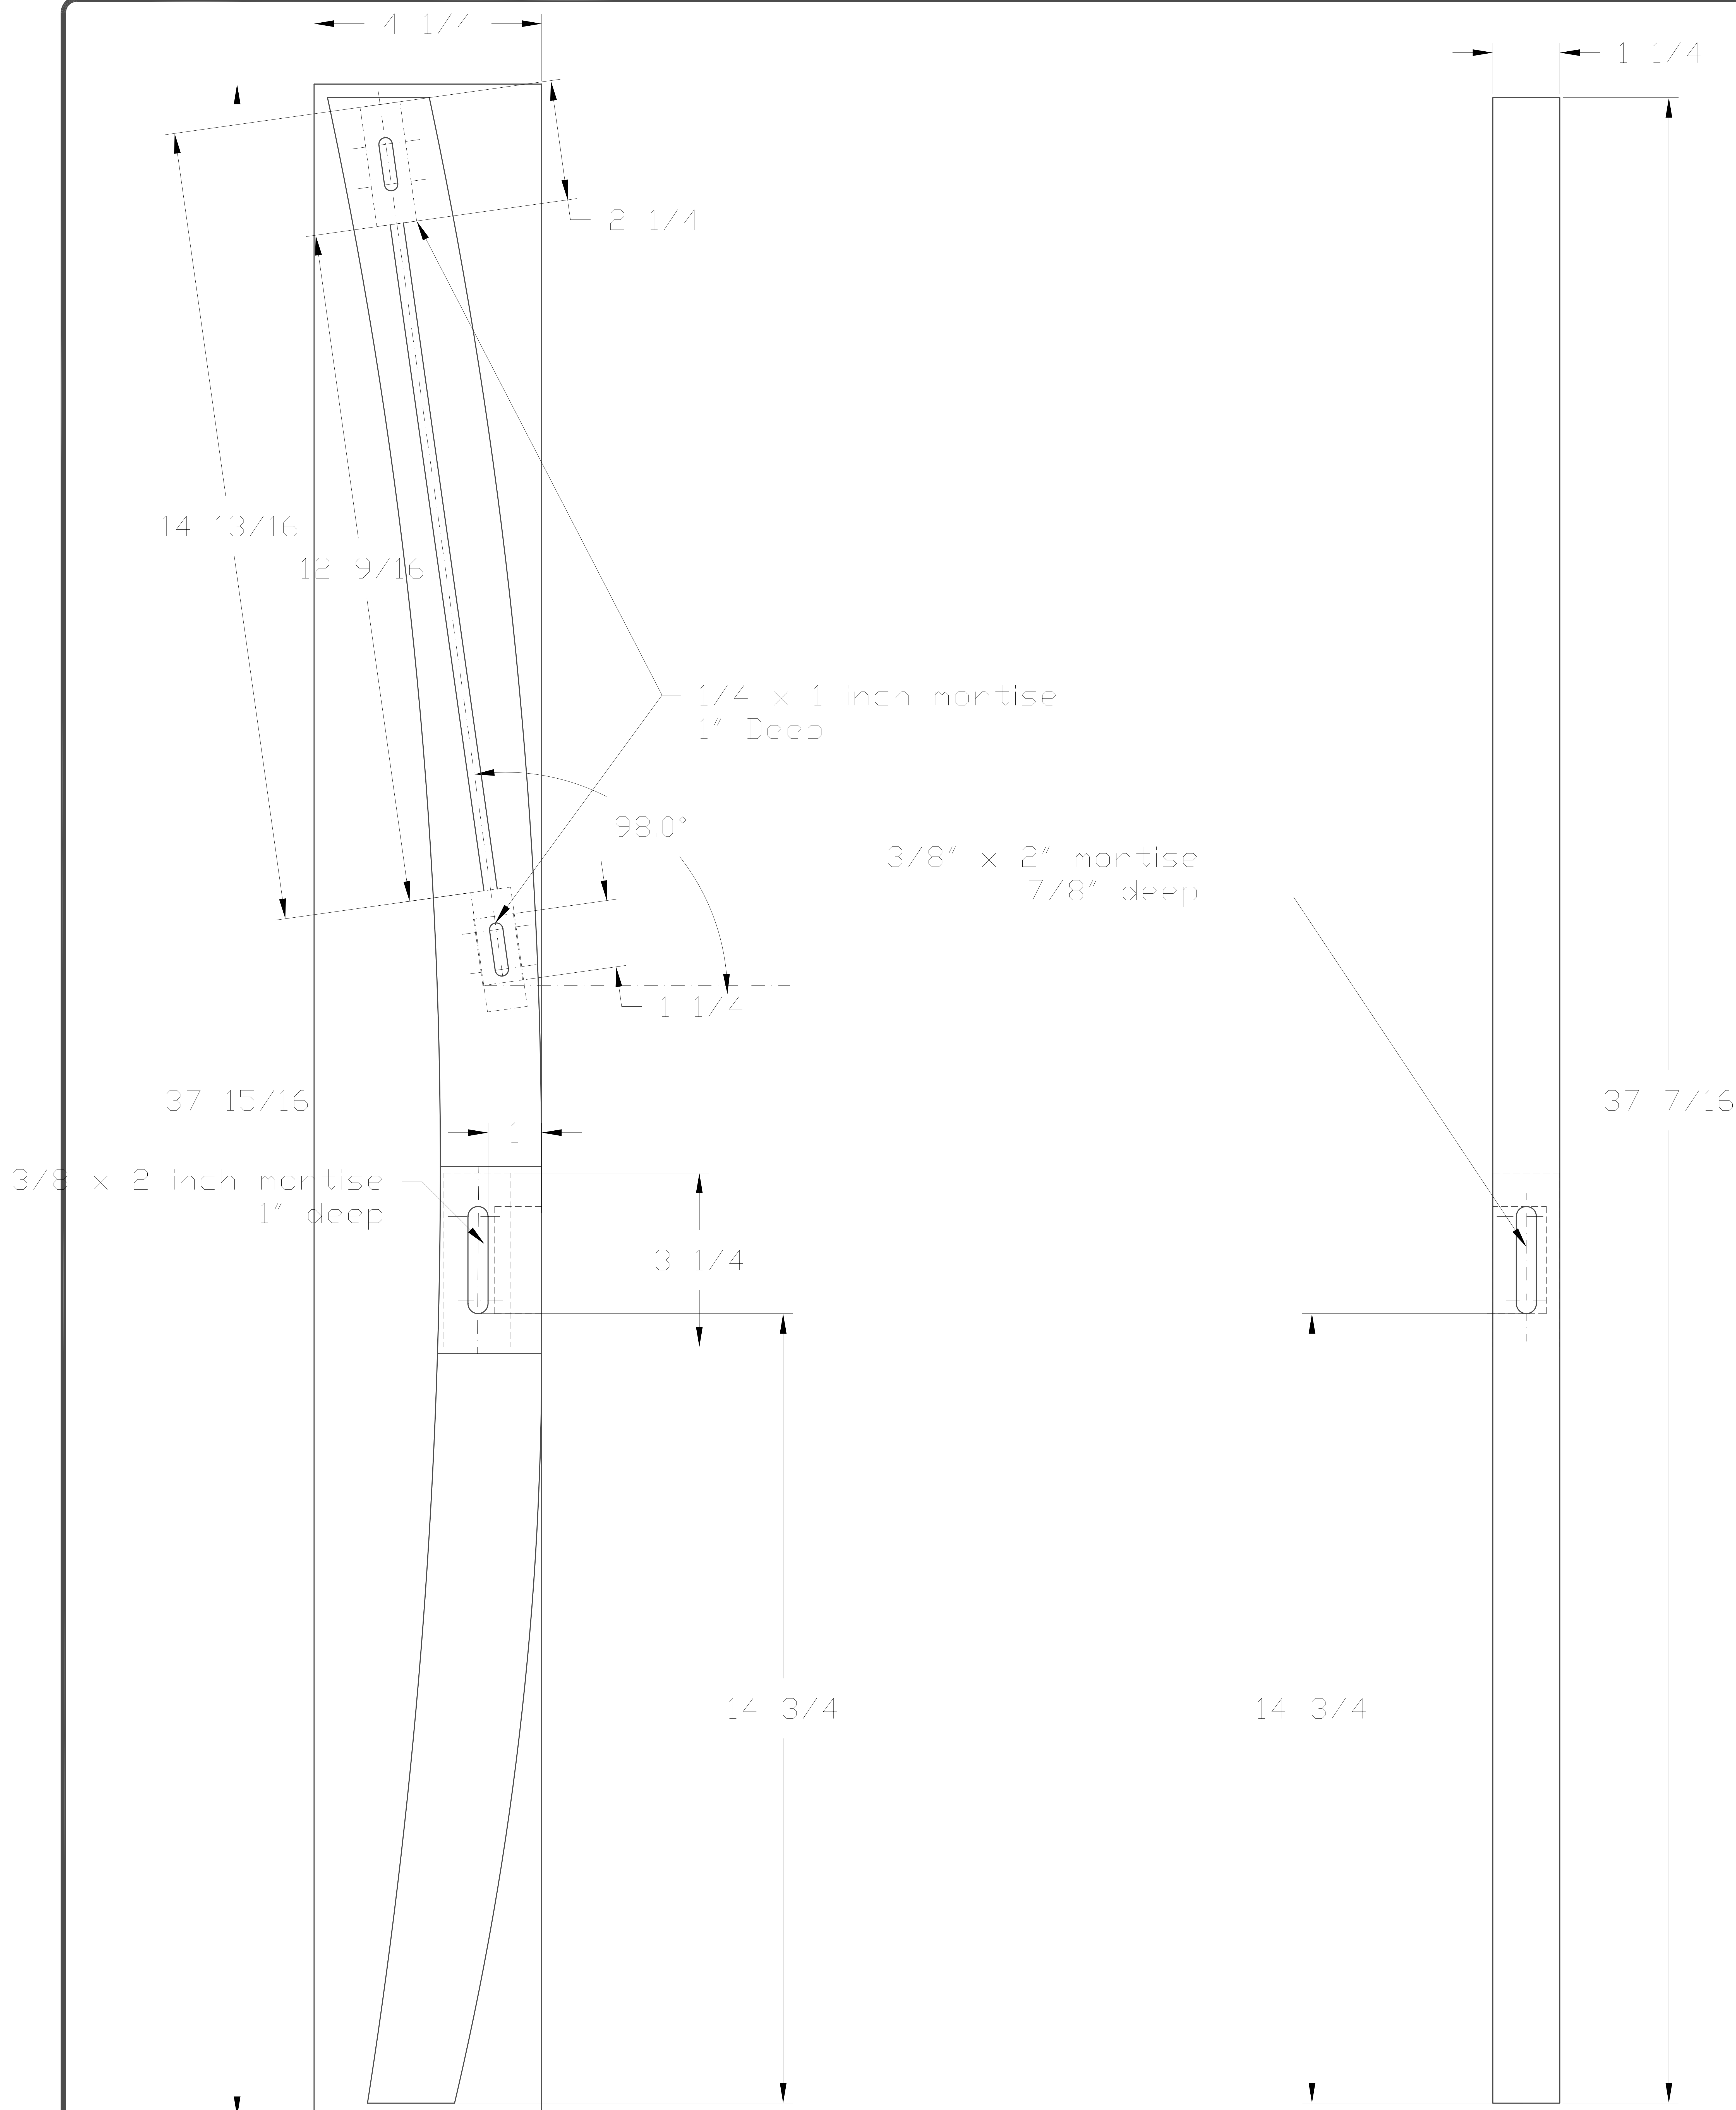 4 1/4
1 1/4
2 1/4
14 13/16
12 9/16
1/4 x 1 inch mortise
1" Deep
98.0°
3/8" x 2" mortise
7/8" deep
1 1/4
37 15/16
37 7/16
1
3/8 x 2 inch mortise
1" deep
3 1/4
14 3/4
14 3/4